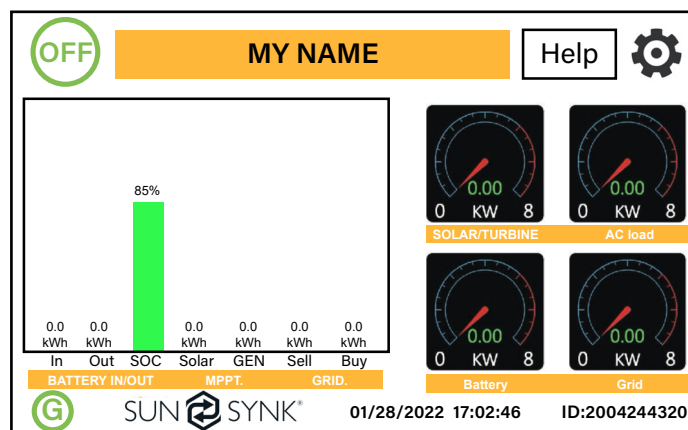 OFF
MY NAME
Help
85%
0.0 0.0 0.0 0.0 0.0 0.0
kWh kWh kWh kWh kWh kWh
In Out SOC Solar GEN Sell Buy
BATTERY IN/OUT MPPT. GRID.
0.00
0 KW 8
SOLAR/TURBINE
0.00
0 KW 8
AC load
0.00
0 KW 8
Battery
0.00
0 KW 8
Grid
G
SUN SYNK®
01/28/2022 17:02:46
ID:2004244320